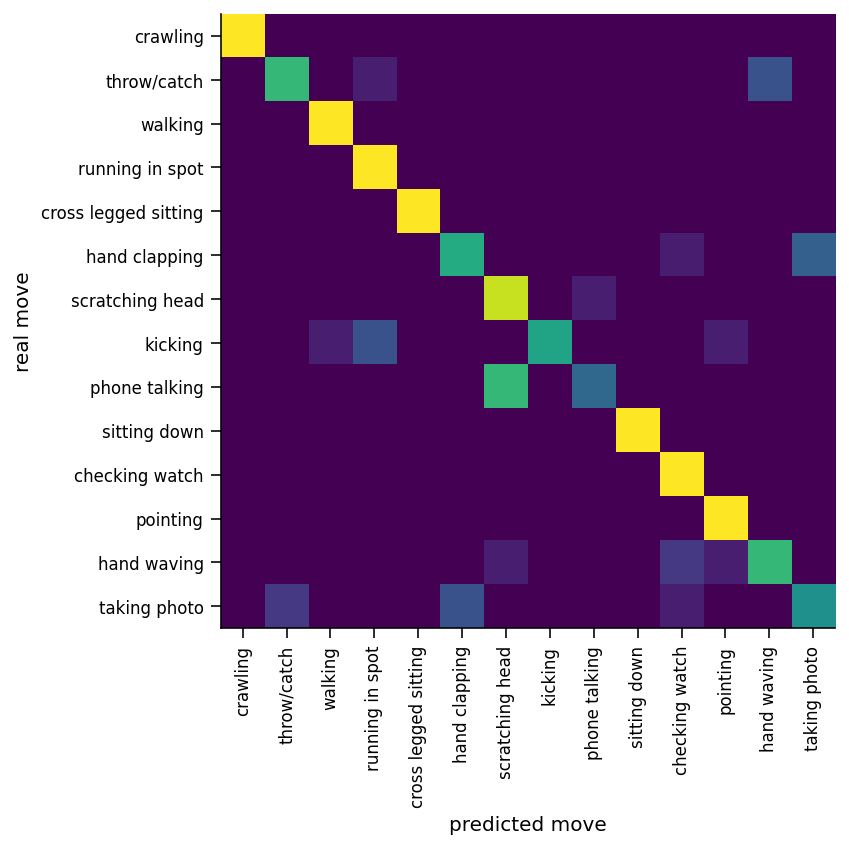 crawling
throw/catch
walking
running in spot
cross legged sitting
hand clapping
scratching head
kicking
phone talking
sitting down
checking watch
pointing
hand waving
taking photo
real move
crawling
throw/catch
walking
running in spot
cross legged sitting
hand clapping
scratching head
kicking
phone talking
sitting down
checking watch
pointing
hand waving
taking photo
predicted move